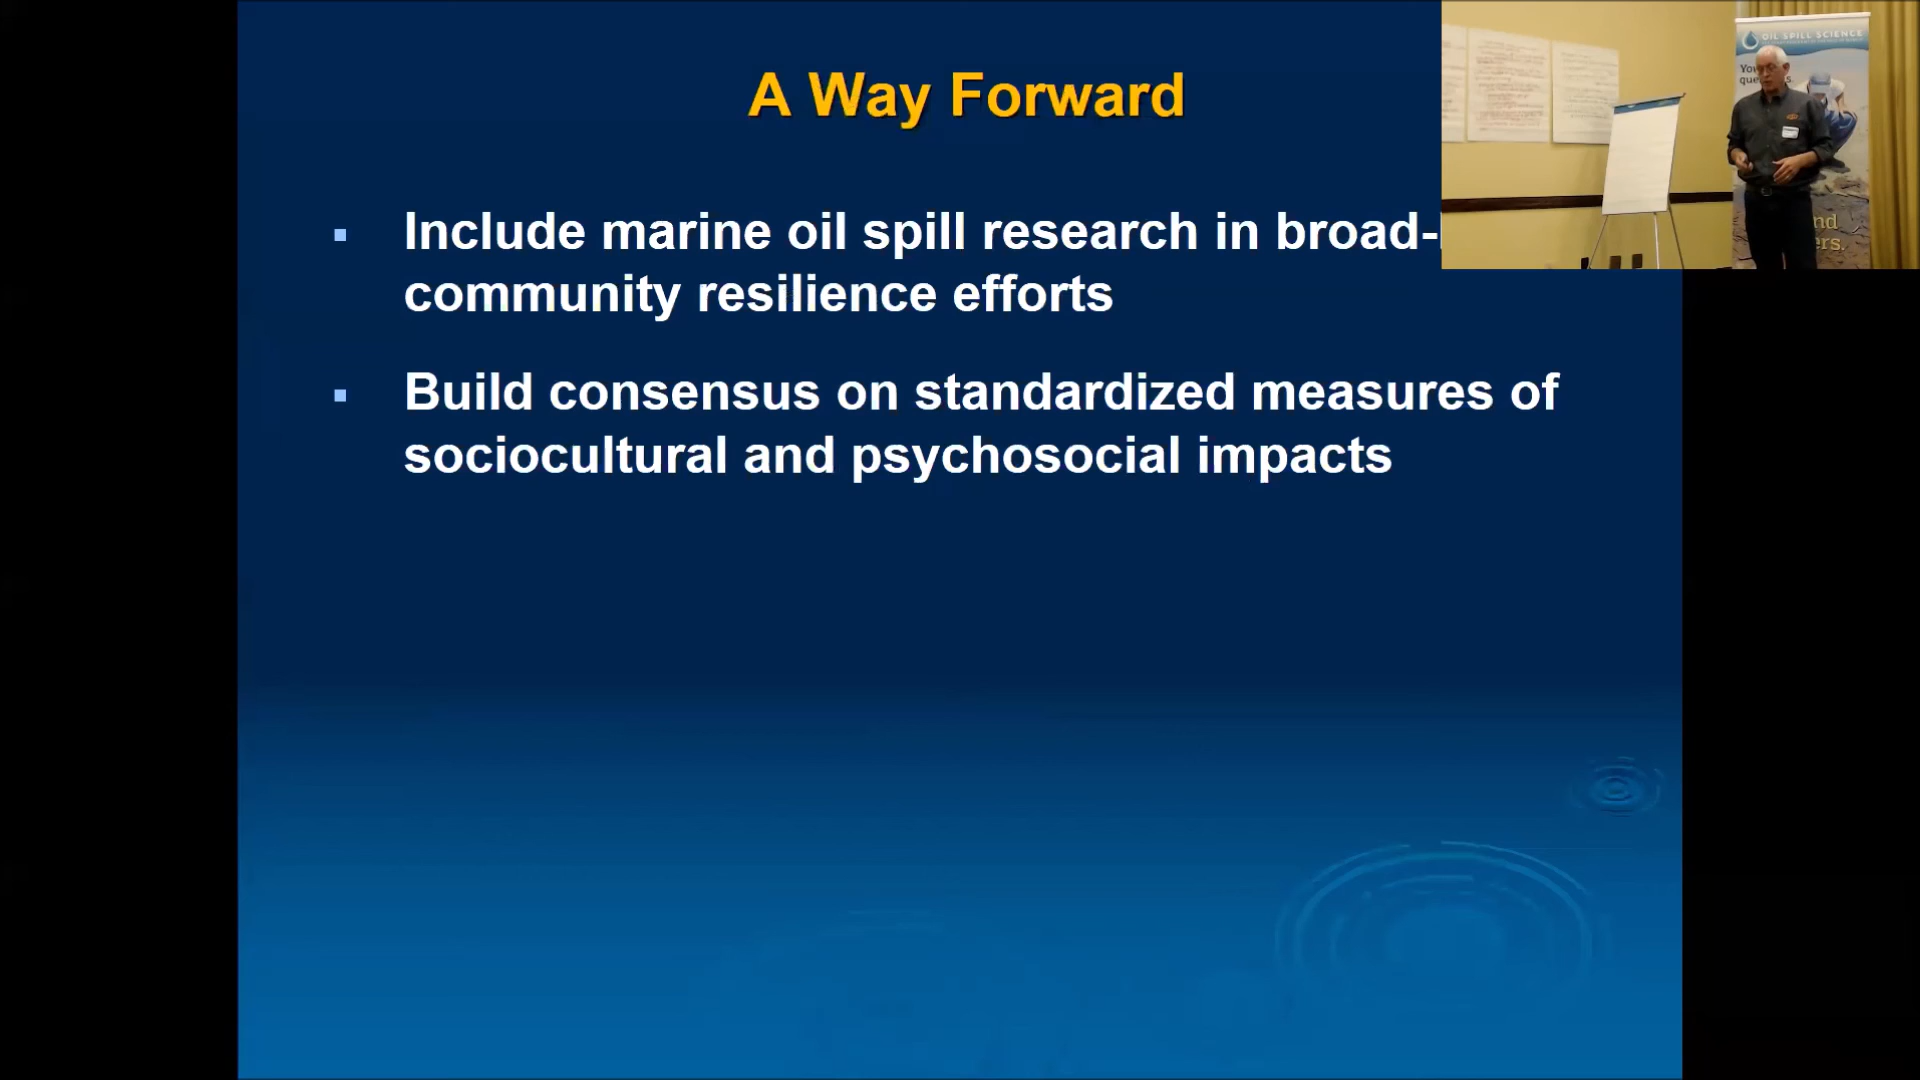 A Way Forward
Include marine oil spill research in broad-
community resilience efforts
Build consensus on standardized measures of
sociocultural and psychosocial impacts
OIL SPILL SCIENCE